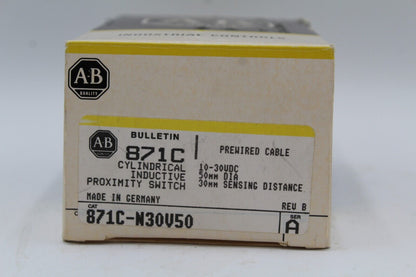 INDUSTRIAL CONTROLS
A-B
QUALITY
AB
BULLETIN
871C
PREWIRED CABLE
CYLINDRICAL
INDUCTIVE
PROXIMITY SWITCH
10-30VDC
50MM DIA
30MM SENSING DISTANCE
MADE IN GERMANY
REV B
CAT
871C-N30V50
SER
A